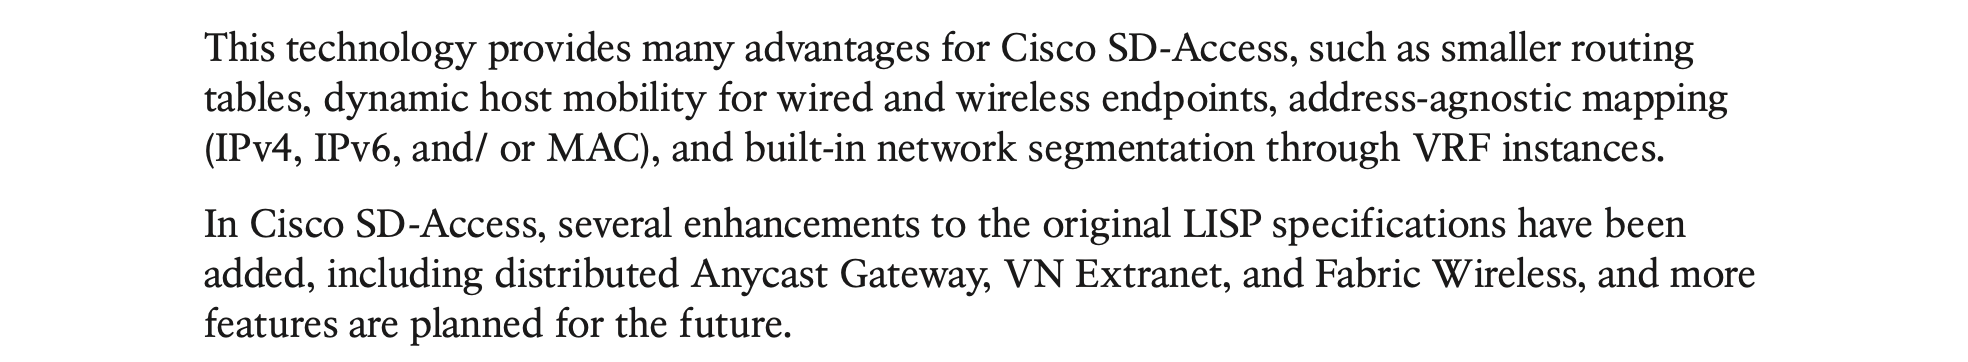 This technology provides many advantages for Cisco SD-Access, such as smaller routing
tables, dynamic host mobility for wired and wireless endpoints, address-agnostic mapping
(IPv4, IPv6, and/ or MAC), and built-in network segmentation through VRF instances.
In Cisco SD-Access, several enhancements to the original LISP specifications have been
added, including distributed Anycast Gateway, VN Extranet, and Fabric Wireless, and more
features are planned for the future.